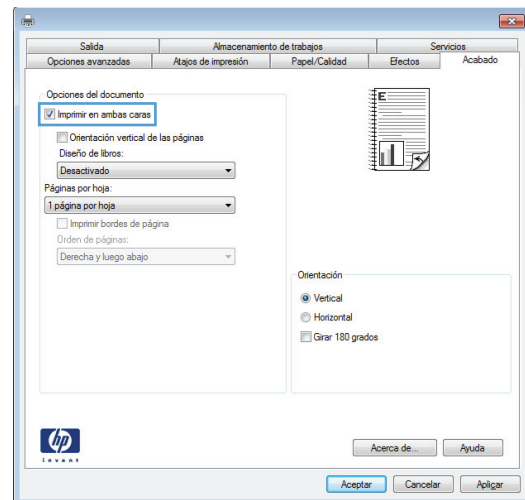 Salida Almacenamiento de trabajos Servicios
Opciones avanzadas Atajos de impresión Papel/Calidad Efectos Acabado
Opciones del documento
Imprimir en ambas caras
Orientación vertical de las páginas
Diseño de libros:
Desactivado
Páginas por hoja:
1 página por hoja
Imprimir bordes de página
Orden de páginas:
Derecha y luego abajo
E
Orientación
Vertical
Horizontal
Girar 180 grados
hp
invent
Acerca de... Ayuda
Aceptar Cancelar Aplicar